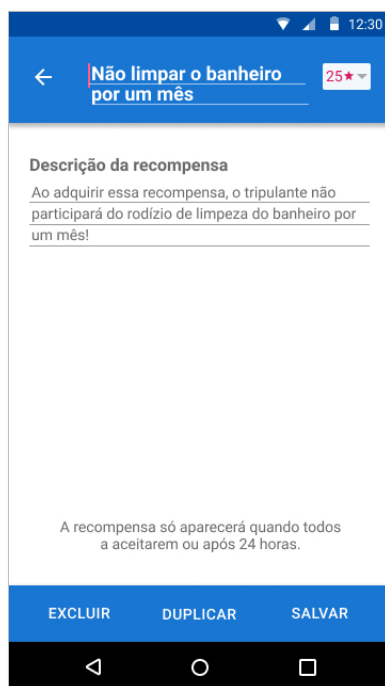 12:30
Não limpar o banheiro
por um mês
25★
Descrição da recompensa
Ao adquirir essa recompensa, o tripulante não
participará do rodízio de limpeza do banheiro por
um mês!
A recompensa só aparecerá quando todos
a aceitarem ou após 24 horas.
EXCLUIR DUPLICAR SALVAR